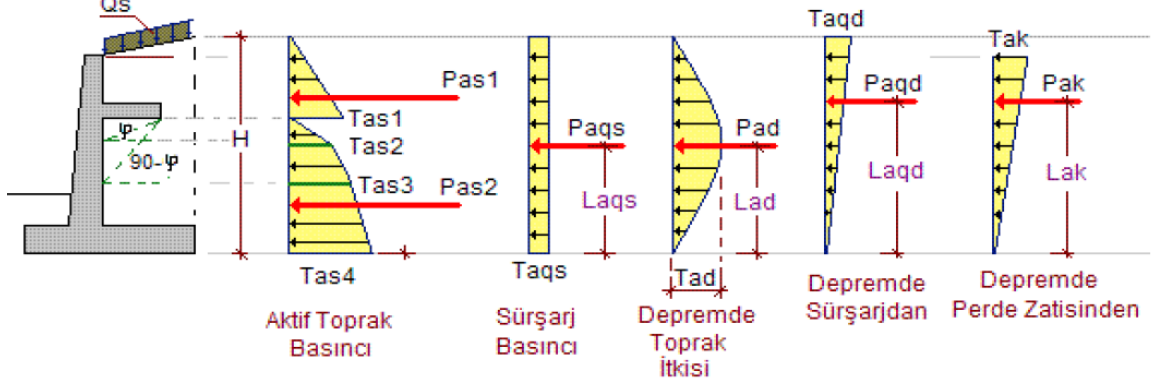 Qs
φ
90-φ
H
Pas1
Tas1
Tas2
Tas3
Pas2
Tas4
Aktif Toprak
Basıncı
Paqs
Laqs
Taqs
Sürşarj
Basıncı
Pad
Lad
Tad
Depremde
Toprak
İtkisi
Taqd
Paqd
Laqd
Depremde
Sürşarjdan
Tak
Pak
Lak
Depremde
Perde Zatisinden